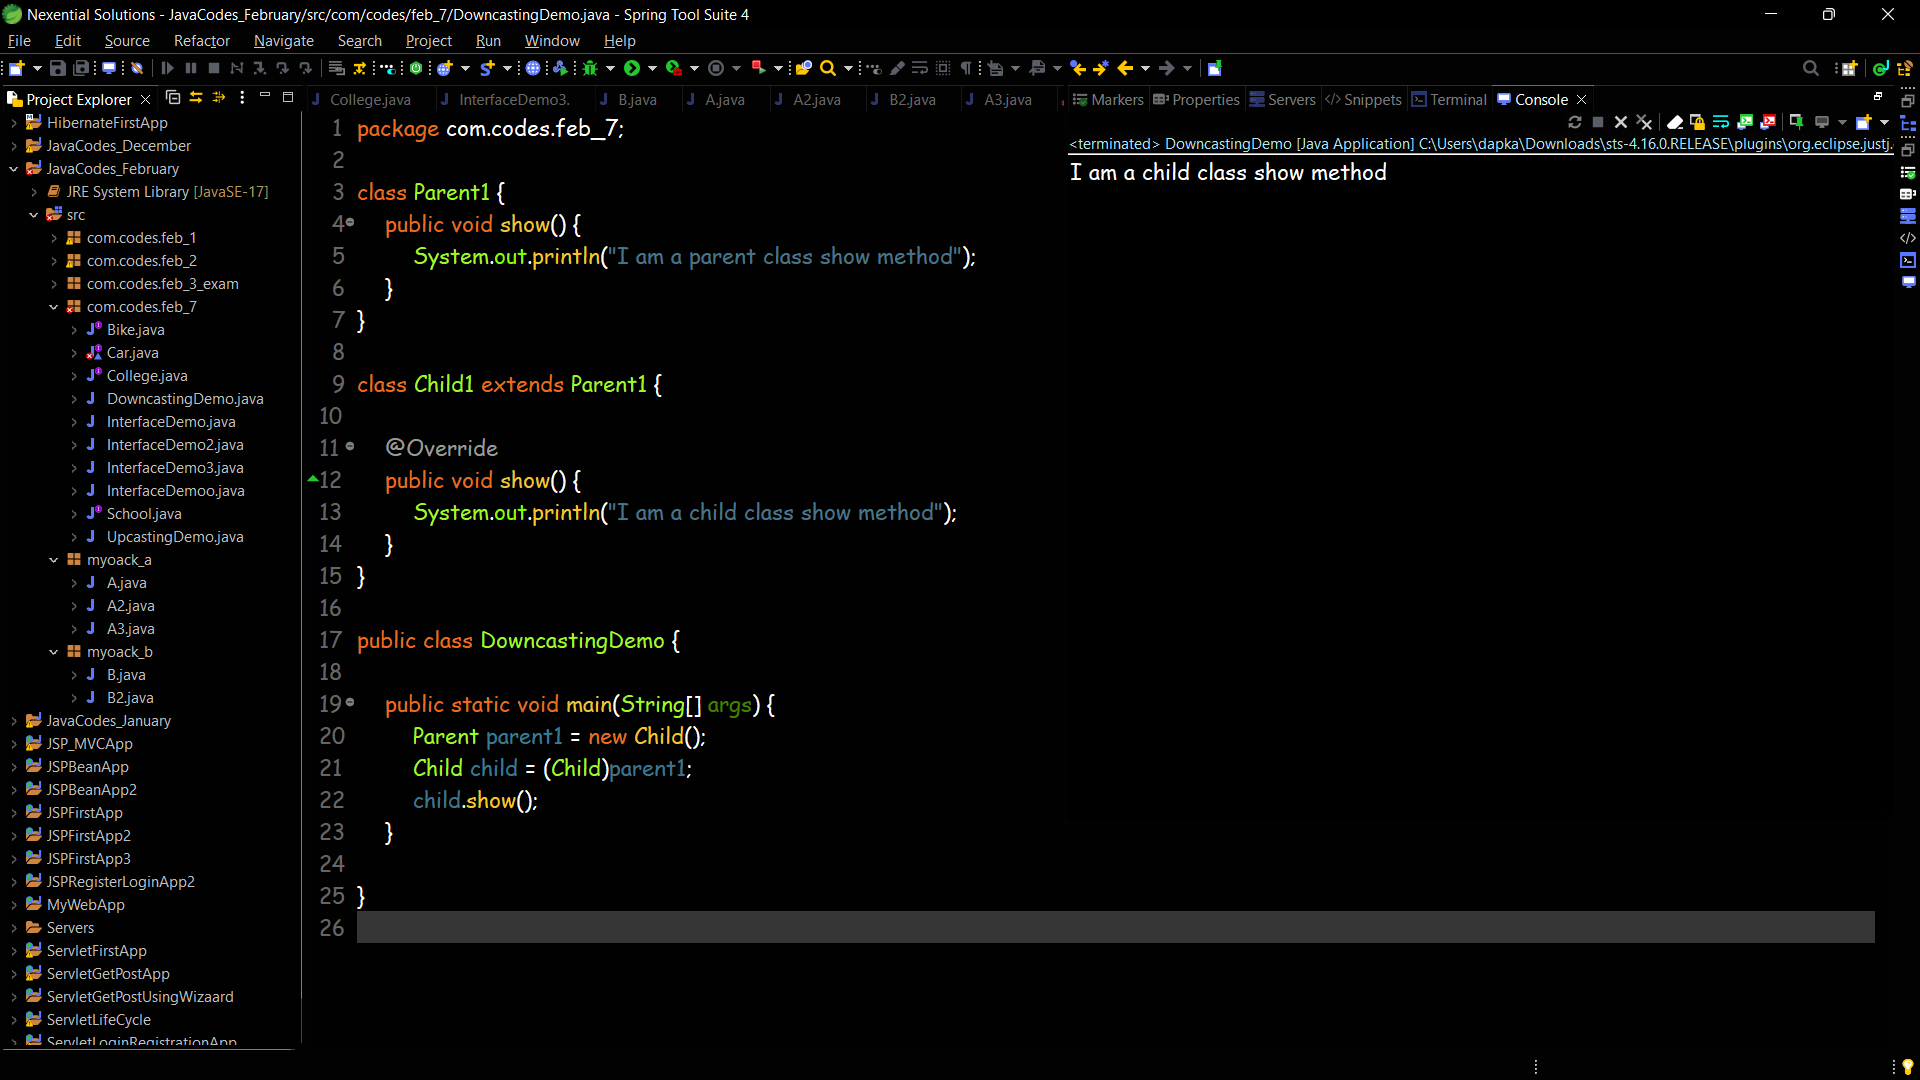 Nexential Solutions - JavaCodes_February/src/com/codes/feb_7/DowncastingDemo.java - Spring Tool Suite 4
File Edit Source Refactor Navigate Search Project Run Window Help
Project Explorer
HibernateFirstApp
JavaCodes_December
JavaCodes_February
JRE System Library [JavaSE-17]
src
com.codes.feb_1
com.codes.feb_2
com.codes.feb_3_exam
com.codes.feb_7
Bike.java
Car.java
College.java
DowncastingDemo.java
InterfaceDemo.java
InterfaceDemo2.java
InterfaceDemo3.java
InterfaceDemoo.java
School.java
UpcastingDemo.java
myoack_a
A.java
A2.java
A3.java
myoack_b
B.java
B2.java
JavaCodes_January
JSP_MVCApp
JSPBeanApp
JSPBeanApp2
JSPFirstApp
JSPFirstApp2
JSPFirstApp3
JSPRegisterLoginApp2
MyWebApp
Servers
ServletFirstApp
ServletGetPostApp
ServletGetPostUsingWizaard
ServletLifeCycle
ServletLoginRegistrationApp
College.java InterfaceDemo3. B.java A.java A2.java B2.java A3.java
1 package com.codes.feb_7;
2
3 class Parent1 {
4 public void show() {
5 System.out.println("I am a parent class show method");
6 }
7 }
8
9 class Child1 extends Parent1 {
10
11 @Override
12 public void show() {
13 System.out.println("I am a child class show method");
14 }
15 }
16
17 public class DowncastingDemo {
18
19 public static void main(String[] args) {
20 Parent parent1 = new Child();
21 Child child = (Child)parent1;
22 child.show();
23 }
24
25 }
26
Markers Properties Servers Snippets Terminal Console
<terminated> DowncastingDemo [Java Application] C:\Users\dapka\Downloads\sts-4.16.0.RELEASE\plugins\org.eclipse.justj.
I am a child class show method